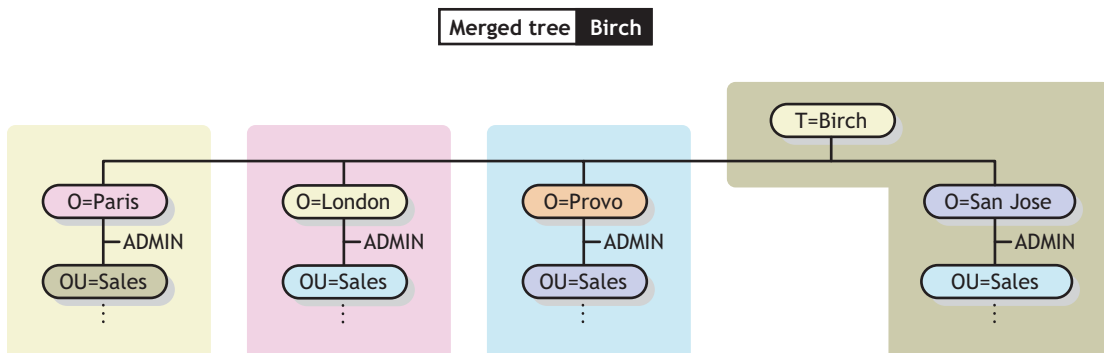 Merged tree Birch
T=Birch
O=Paris O=London O=Provo O=San Jose
ADMIN ADMIN ADMIN ADMIN
OU=Sales OU=Sales OU=Sales OU=Sales